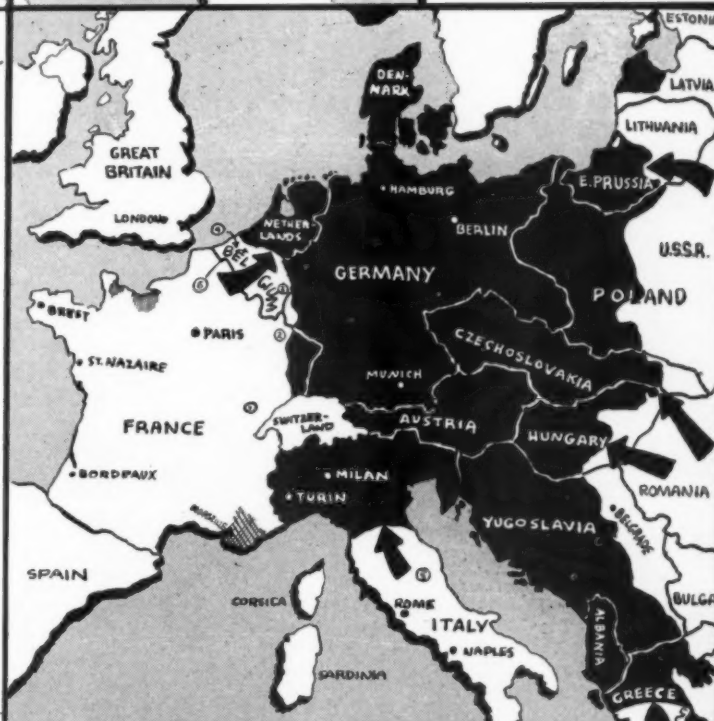 ESTONIA
DEN-
MARK
LATVIA
LITHUANIA
GREAT
BRITAIN
E. PRUSSIA
HAMBURG
LONDON
NETHER
LANDS
BERLIN
U.S.S.R.
BEL
GIUM
GERMANY
POLAND
BREST
PARIS
CZECHOSLOVAKIA
ST. NAZAIRE
MUNICH
FRANCE
SWITZER-
LAND
AUSTRIA
HUNGARY
BORDEAUX
MILAN
TURIN
ROMANIA
YUGOSLAVIA
BELGRADE
SPAIN
CORSICA
ROME
ITALY
NAPLES
ALBANIA
BULGA
SARDINIA
GREECE